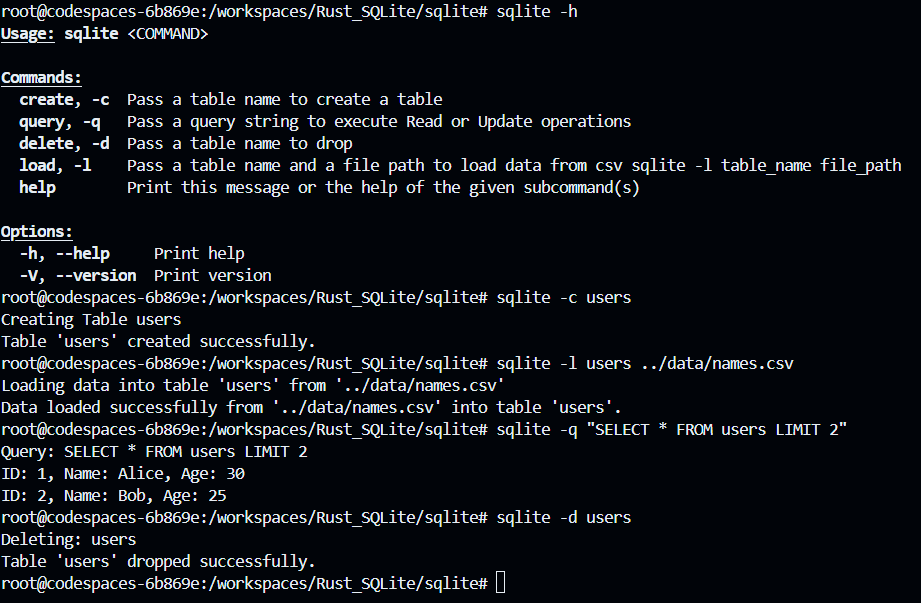 root@codespaces-6b869e:/workspaces/Rust_SQLite/sqlite# sqlite -h
Usage: sqlite <COMMAND>
Commands:
  create, -c  Pass a table name to create a table
  query, -q   Pass a query string to execute Read or Update operations
  delete, -d  Pass a table name to drop
  load, -l    Pass a table name and a file path to load data from csv sqlite -l table_name file_path
  help        Print this message or the help of the given subcommand(s)
Options:
  -h, --help     Print help
  -V, --version  Print version
root@codespaces-6b869e:/workspaces/Rust_SQLite/sqlite# sqlite -c users
Creating Table users
Table 'users' created successfully.
root@codespaces-6b869e:/workspaces/Rust_SQLite/sqlite# sqlite -l users ../data/names.csv
Loading data into table 'users' from '../data/names.csv'
Data loaded successfully from '../data/names.csv' into table 'users'.
root@codespaces-6b869e:/workspaces/Rust_SQLite/sqlite# sqlite -q "SELECT * FROM users LIMIT 2"
Query: SELECT * FROM users LIMIT 2
ID: 1, Name: Alice, Age: 30
ID: 2, Name: Bob, Age: 25
root@codespaces-6b869e:/workspaces/Rust_SQLite/sqlite# sqlite -d users
Deleting: users
Table 'users' dropped successfully.
root@codespaces-6b869e:/workspaces/Rust_SQLite/sqlite#